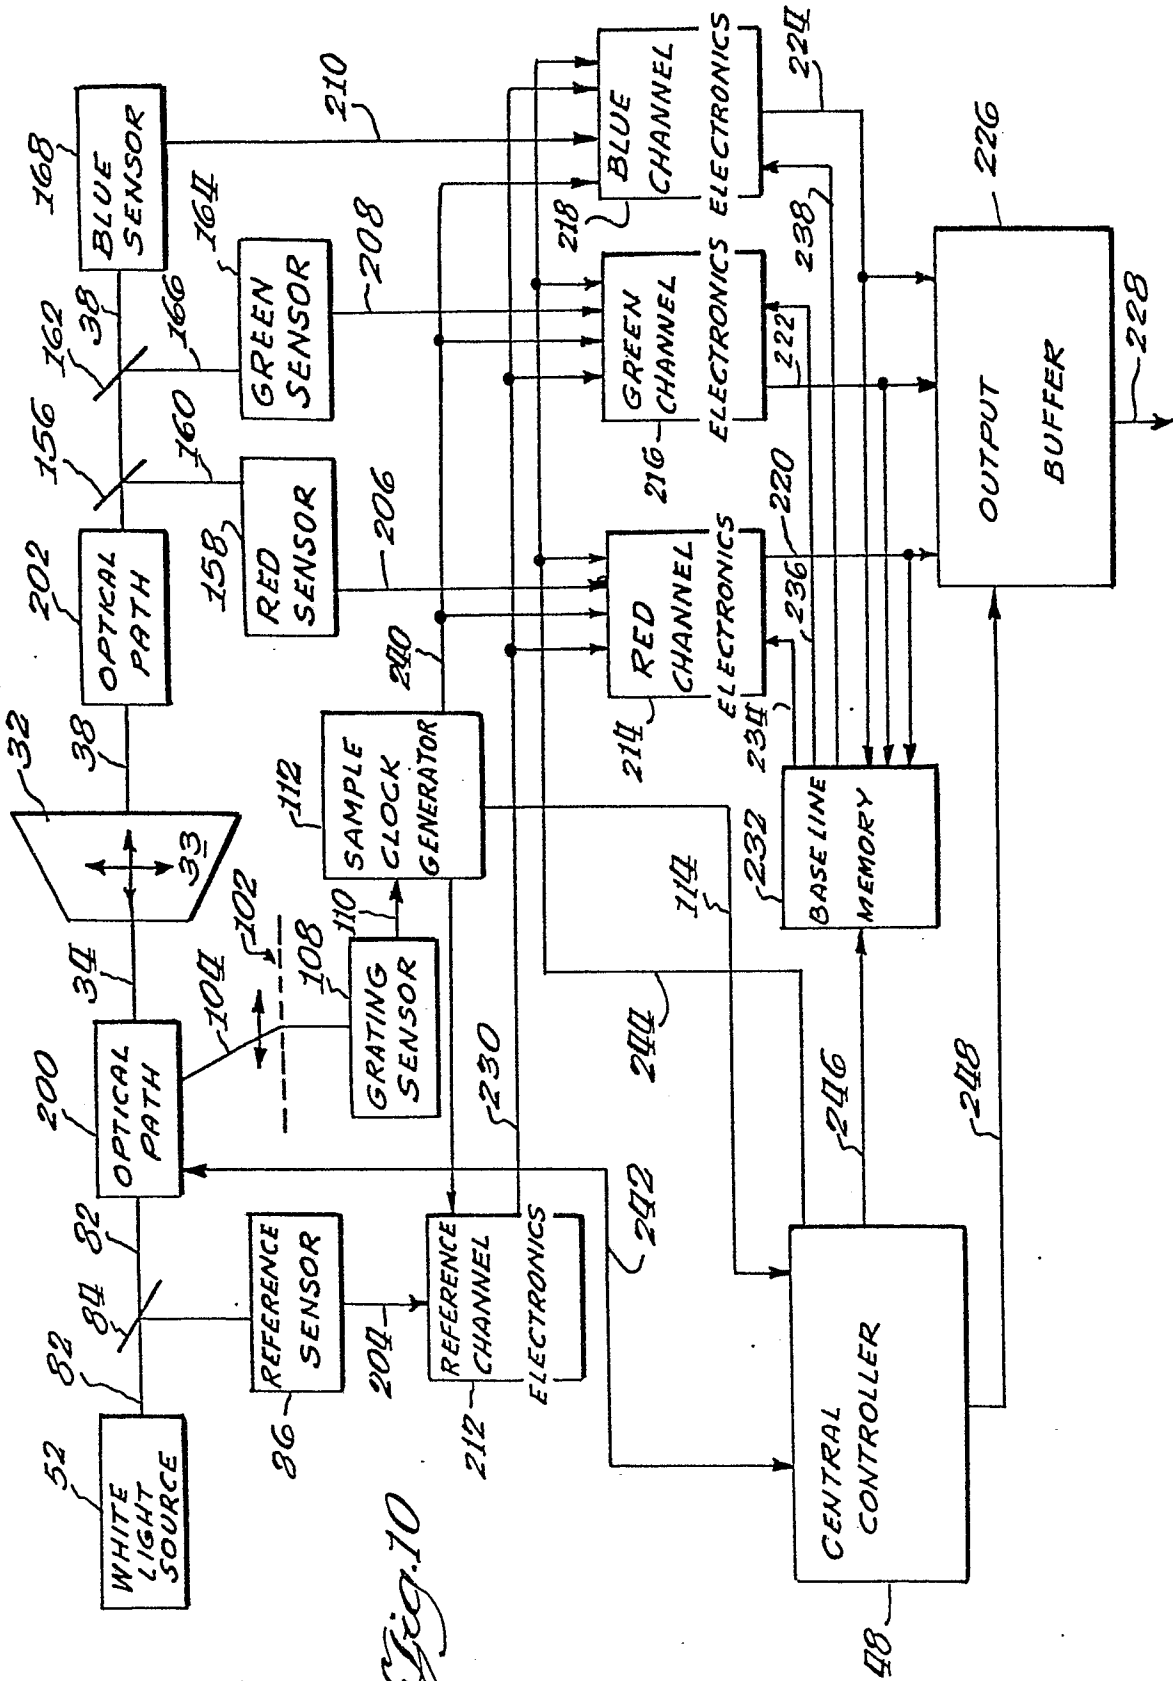 52
WHITE
LIGHT
SOURCE
82
84
82
200
OPTICAL
PATH
34
32
33
38
202
OPTICAL
PATH
156
162
38
168
BLUE
SENSOR
86
REFERENCE
SENSOR
104
102
108
GRATING
SENSOR
110
112
SAMPLE
CLOCK
GENERATOR
160
158
RED
SENSOR
166
164
GREEN
SENSOR
204
206
208
210
240
212
REFERENCE
CHANNEL
ELECTRONICS
230
242
244
114
214
RED
CHANNEL
ELECTRONICS
216
GREEN
CHANNEL
ELECTRONICS
218
BLUE
CHANNEL
ELECTRONICS
234
236
220
222
238
224
232
BASE LINE
MEMORY
246
248
48
CENTRAL
CONTROLLER
OUTPUT
BUFFER
226
228
Fig. 10